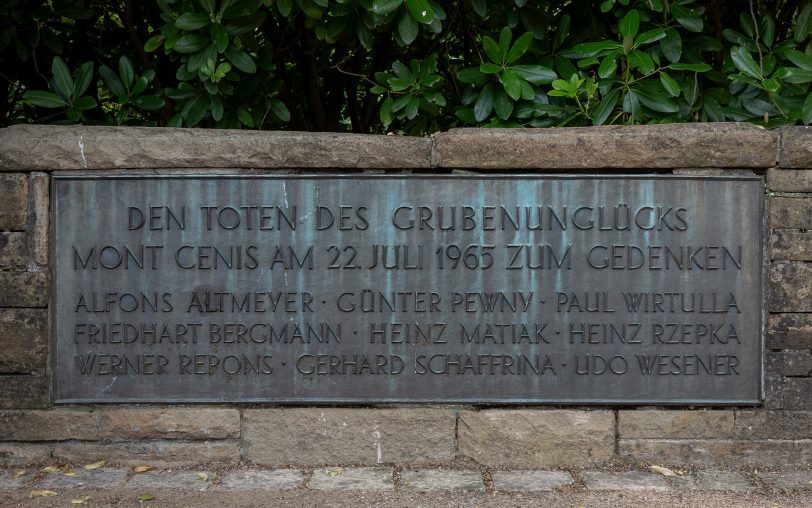 DEN TOTEN DES GRUBENUNGLÜCKS
MONT CENIS AM 22. JULI 1965 ZUM GEDENKEN
ALFONS ALTMEYER · GÜNTER PEWNY · PAUL WIRTULLA
FRIEDHART BERGMANN · HEINZ MATIAK · HEINZ RZEPKA
WERNER REPONS · GERHARD SCHAFFRINA · UDO WESENER